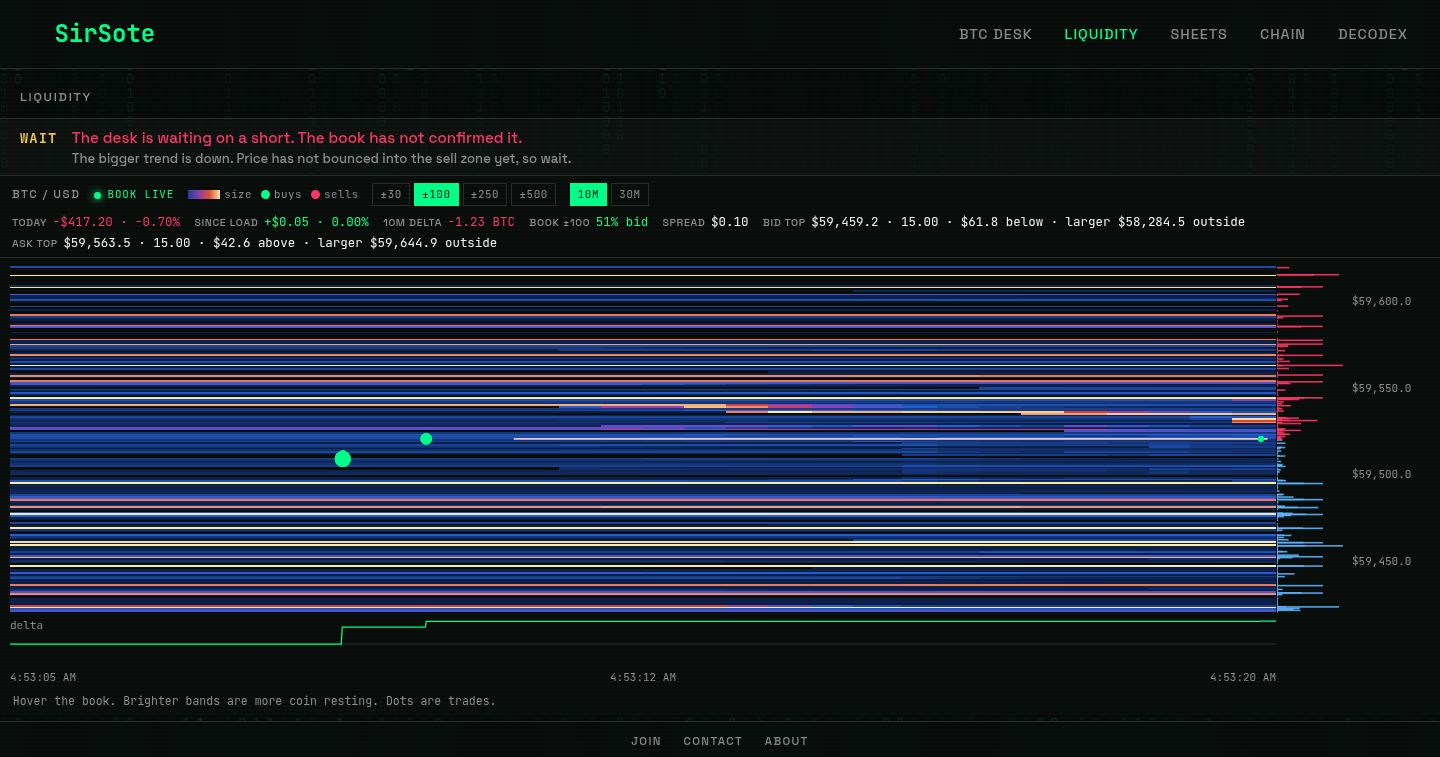 SirSote
BTC DESK LIQUIDITY SHEETS CHAIN DECODEX
LIQUIDITY
WAIT The desk is waiting on a short. The book has not confirmed it.
The bigger trend is down. Price has not bounced into the sell zone yet, so wait.
BTC / USD BOOK LIVE size buys sells ±30 ±100 ±250 ±500 10M 30M
TODAY -$417.20 · -0.70% SINCE LOAD +$0.05 · 0.00% 10M DELTA -1.23 BTC BOOK ±100 51% bid SPREAD $0.10 BID TOP $59,459.2 · 15.00 · $61.8 below · larger $58,284.5 outside
ASK TOP $59,563.5 · 15.00 · $42.6 above · larger $59,644.9 outside
$59,600.0
$59,550.0
$59,500.0
$59,450.0
delta
4:53:05 AM 4:53:12 AM 4:53:20 AM
Hover the book. Brighter bands are more coin resting. Dots are trades.
JOIN CONTACT ABOUT